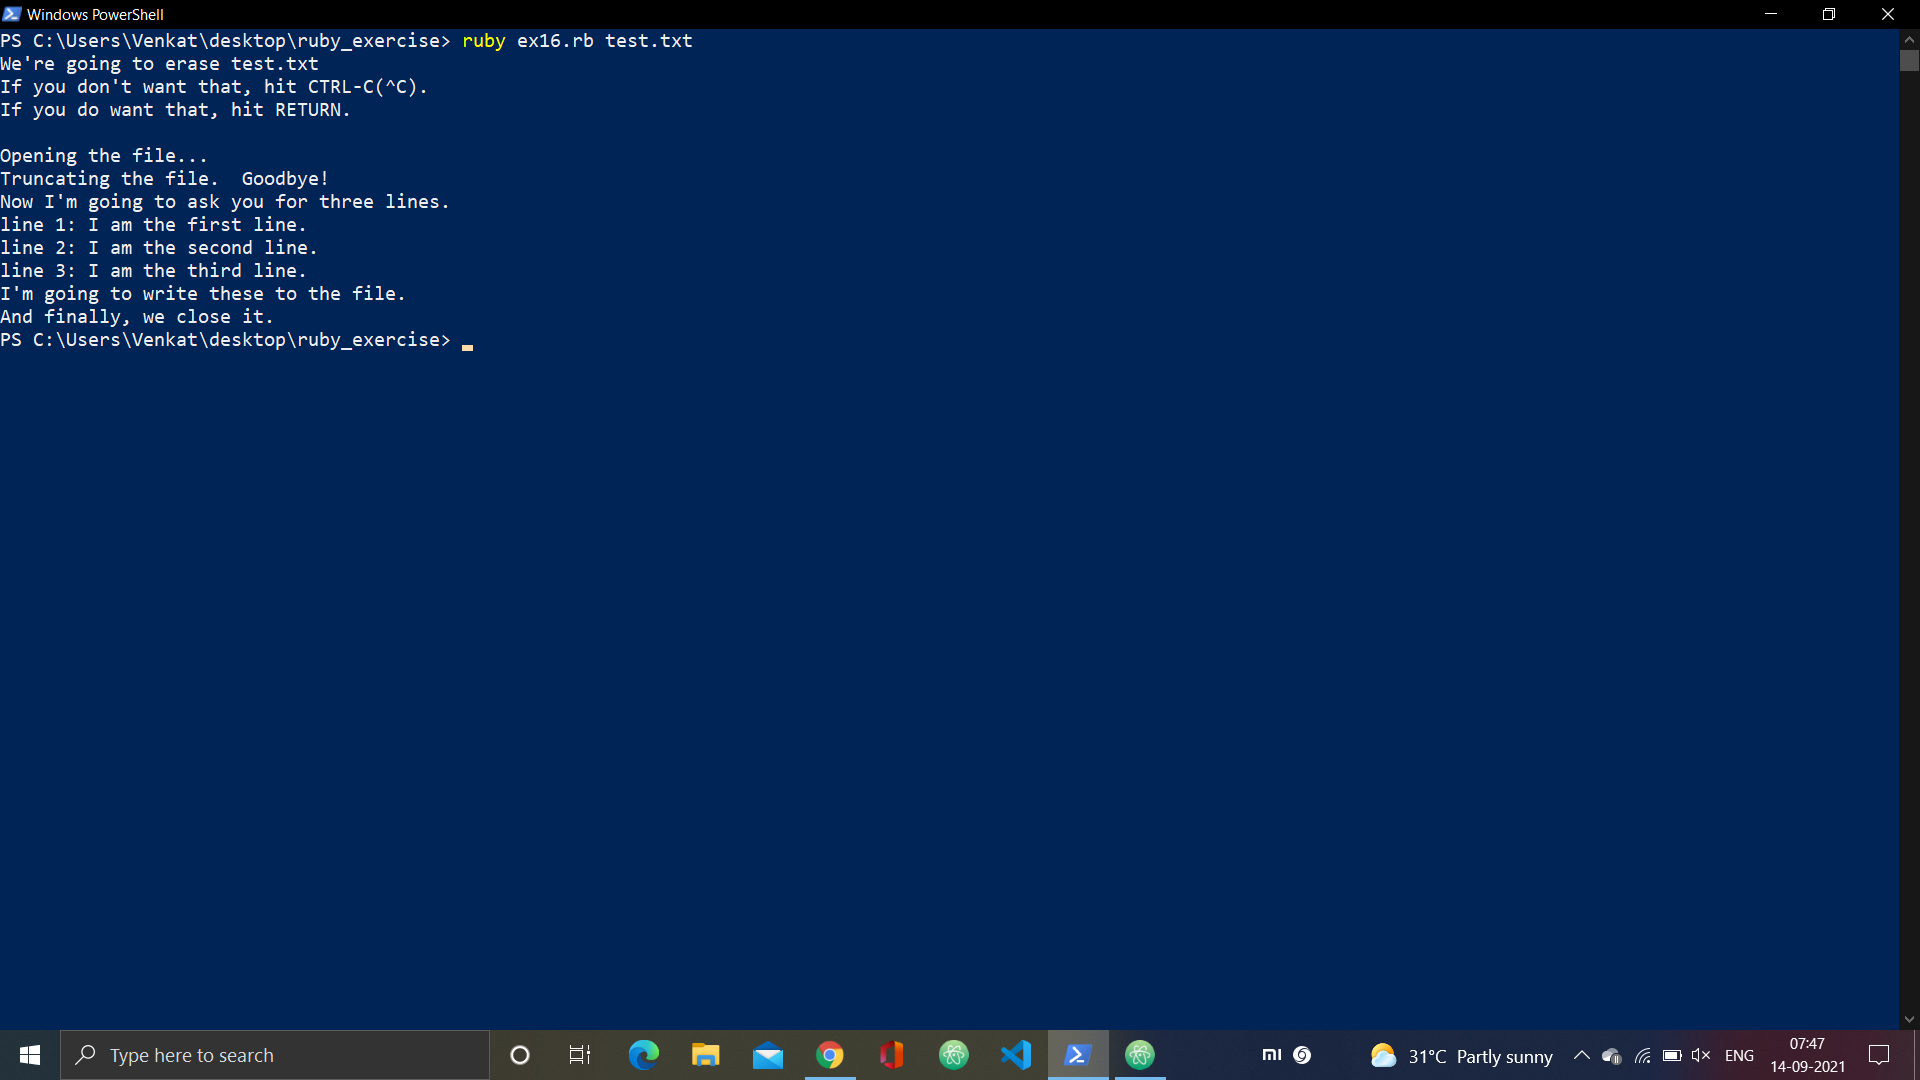 Windows PowerShell
PS C:\Users\Venkat\desktop\ruby_exercise> ruby ex16.rb test.txt
We're going to erase test.txt
If you don't want that, hit CTRL-C(^C).
If you do want that, hit RETURN.

Opening the file...
Truncating the file.  Goodbye!
Now I'm going to ask you for three lines.
line 1: I am the first line.
line 2: I am the second line.
line 3: I am the third line.
I'm going to write these to the file.
And finally, we close it.
PS C:\Users\Venkat\desktop\ruby_exercise>
Type here to search
mi
31°C Partly sunny
ENG
07:47
14-09-2021